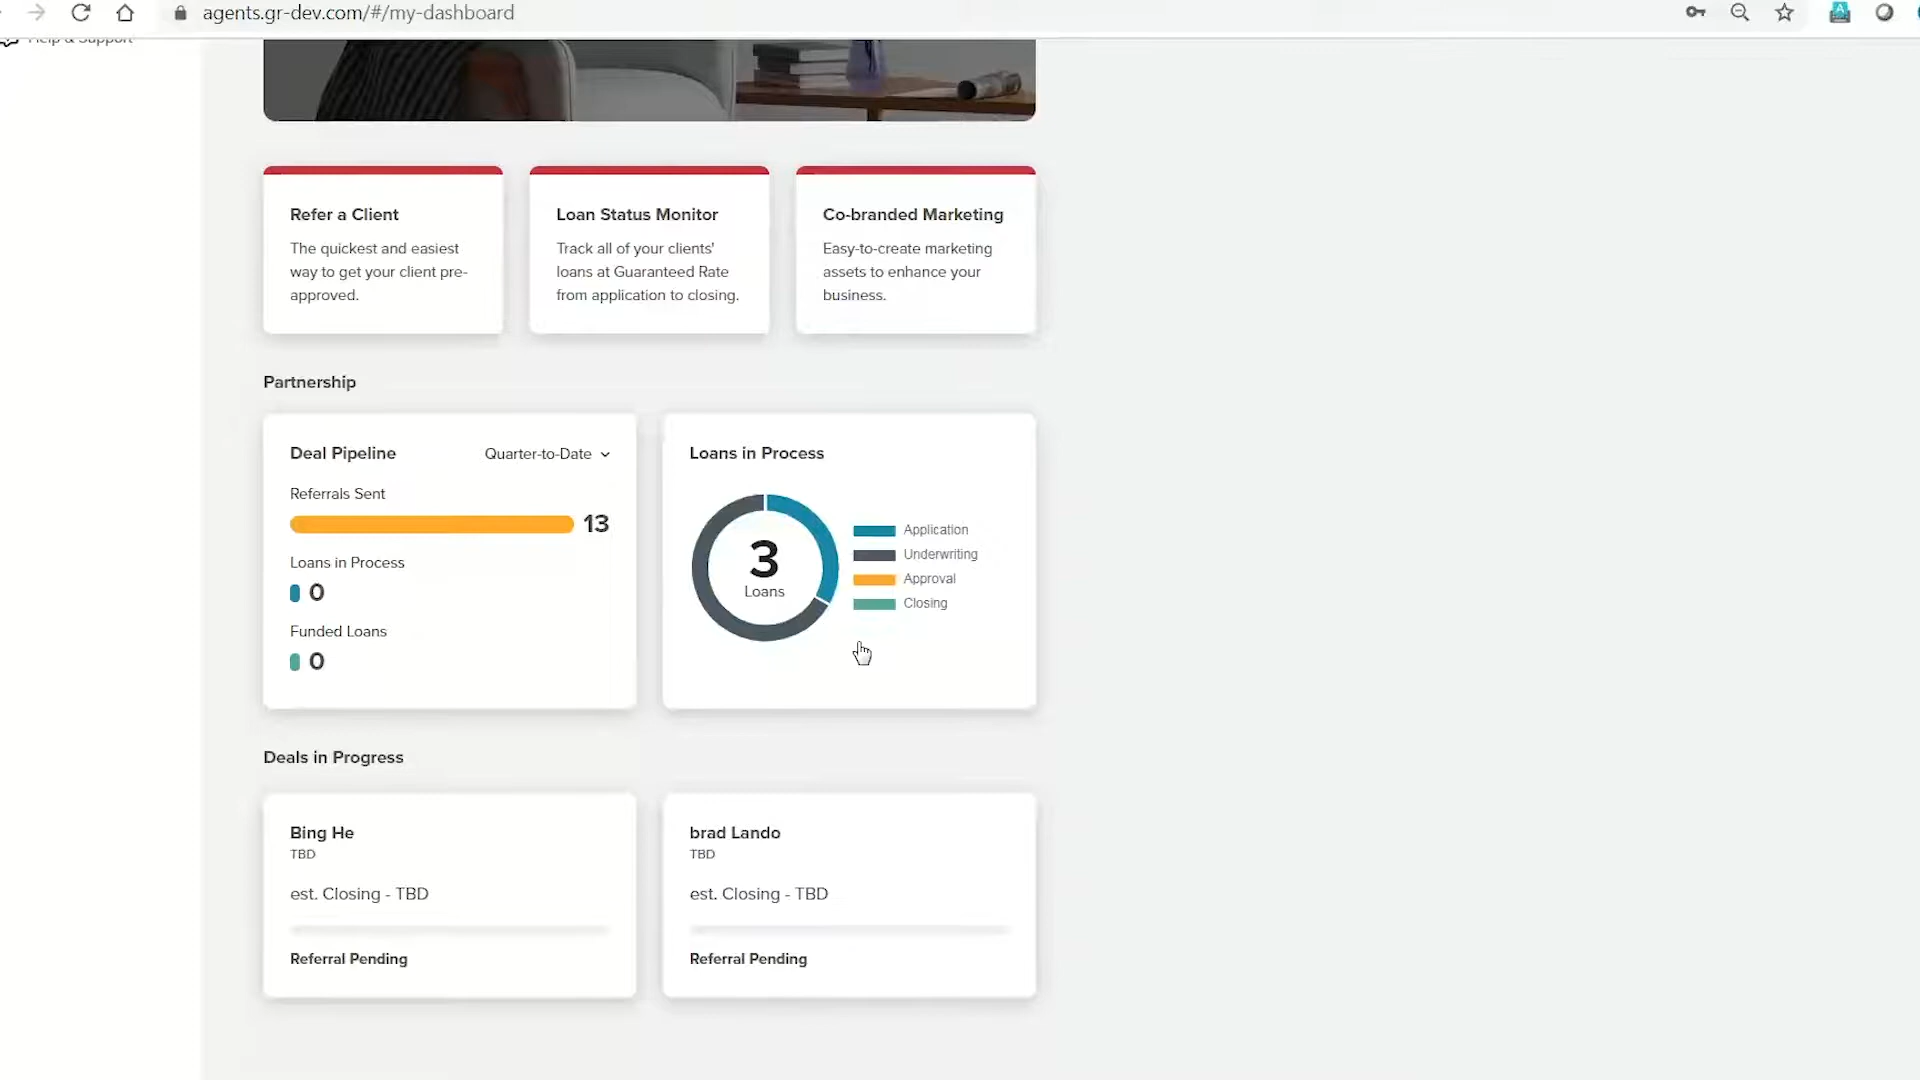 agents.gr-dev.com/#/my-dashboard
Help & Support
Refer a Client
The quickest and easiest
way to get your client pre-
approved.
Loan Status Monitor
Track all of your clients'
loans at Guaranteed Rate
from application to closing.
Co-branded Marketing
Easy-to-create marketing
assets to enhance your
business.
Partnership
Deal Pipeline
Quarter-to-Date
Referrals Sent
13
Loans in Process
0
Funded Loans
0
Loans in Process
3
Loans
Application
Underwriting
Approval
Closing
Deals in Progress
Bing He
TBD
est. Closing - TBD
Referral Pending
brad Lando
TBD
est. Closing - TBD
Referral Pending